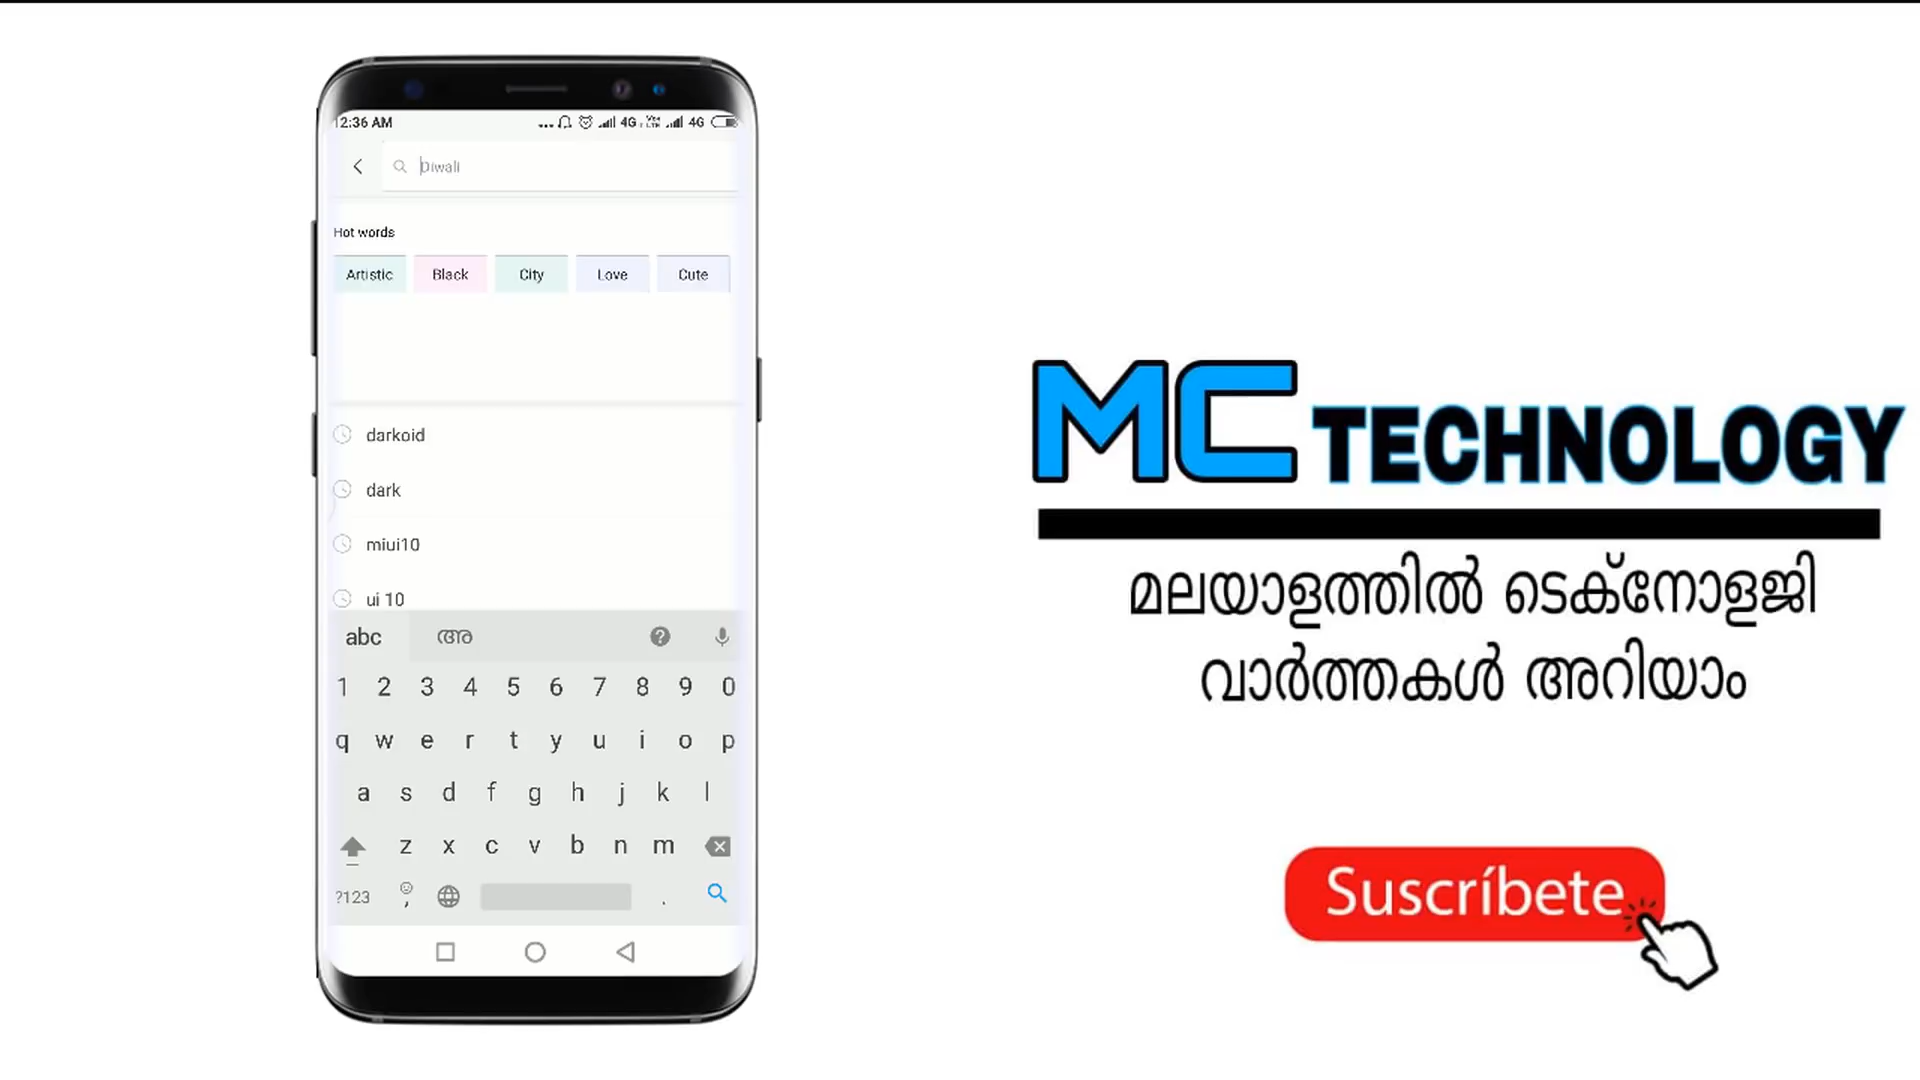 12:36 AM
4G
4G
Diwali
Hot words
Artistic Black City Love Cute
darkoid
dark
miui10
ui 10
abc അ
1 2 3 4 5 6 7 8 9 0
q w e r t y u i o p
a s d f g h j k l
z x c v b n m
?123 , .
MC TECHNOLOGY
മലയാളത്തിൽ ടെക്നോളജി
വാർത്തകൾ അറിയാം
Suscríbete